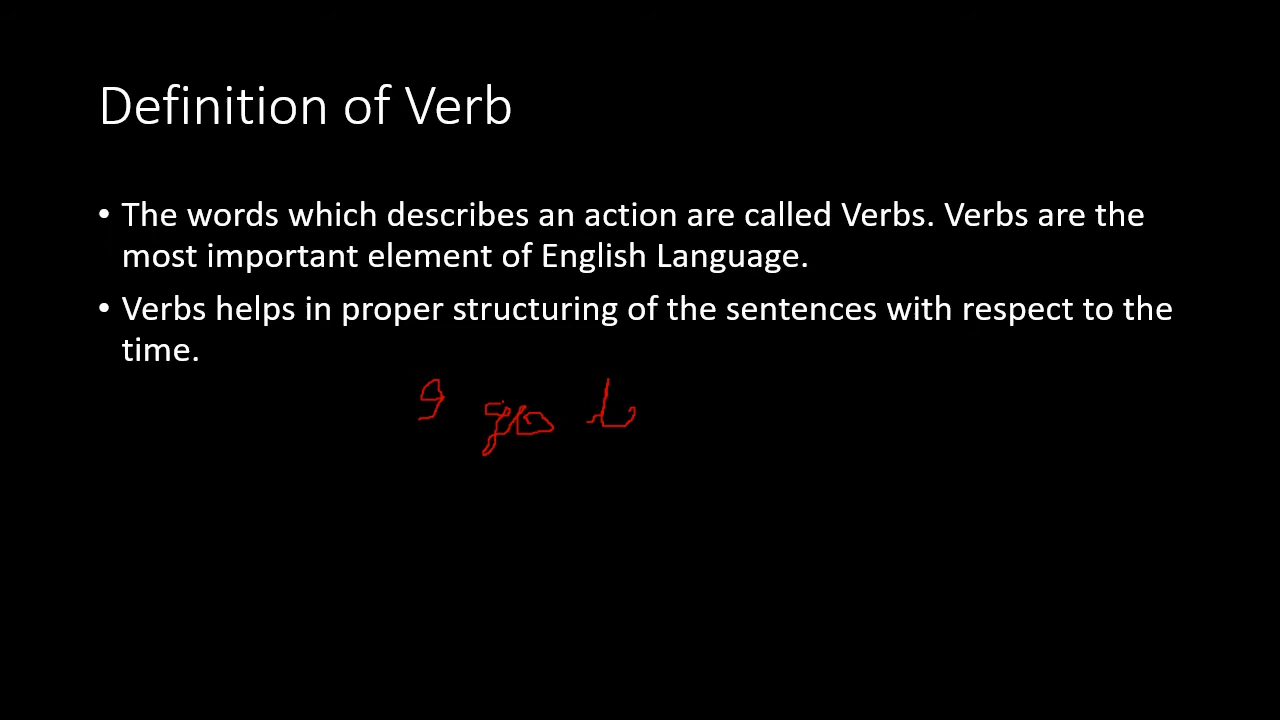 Definition of Verb
• The words which describes an action are called Verbs. Verbs are the
most important element of English Language.
• Verbs helps in proper structuring of the sentences with respect to the
time.
I go